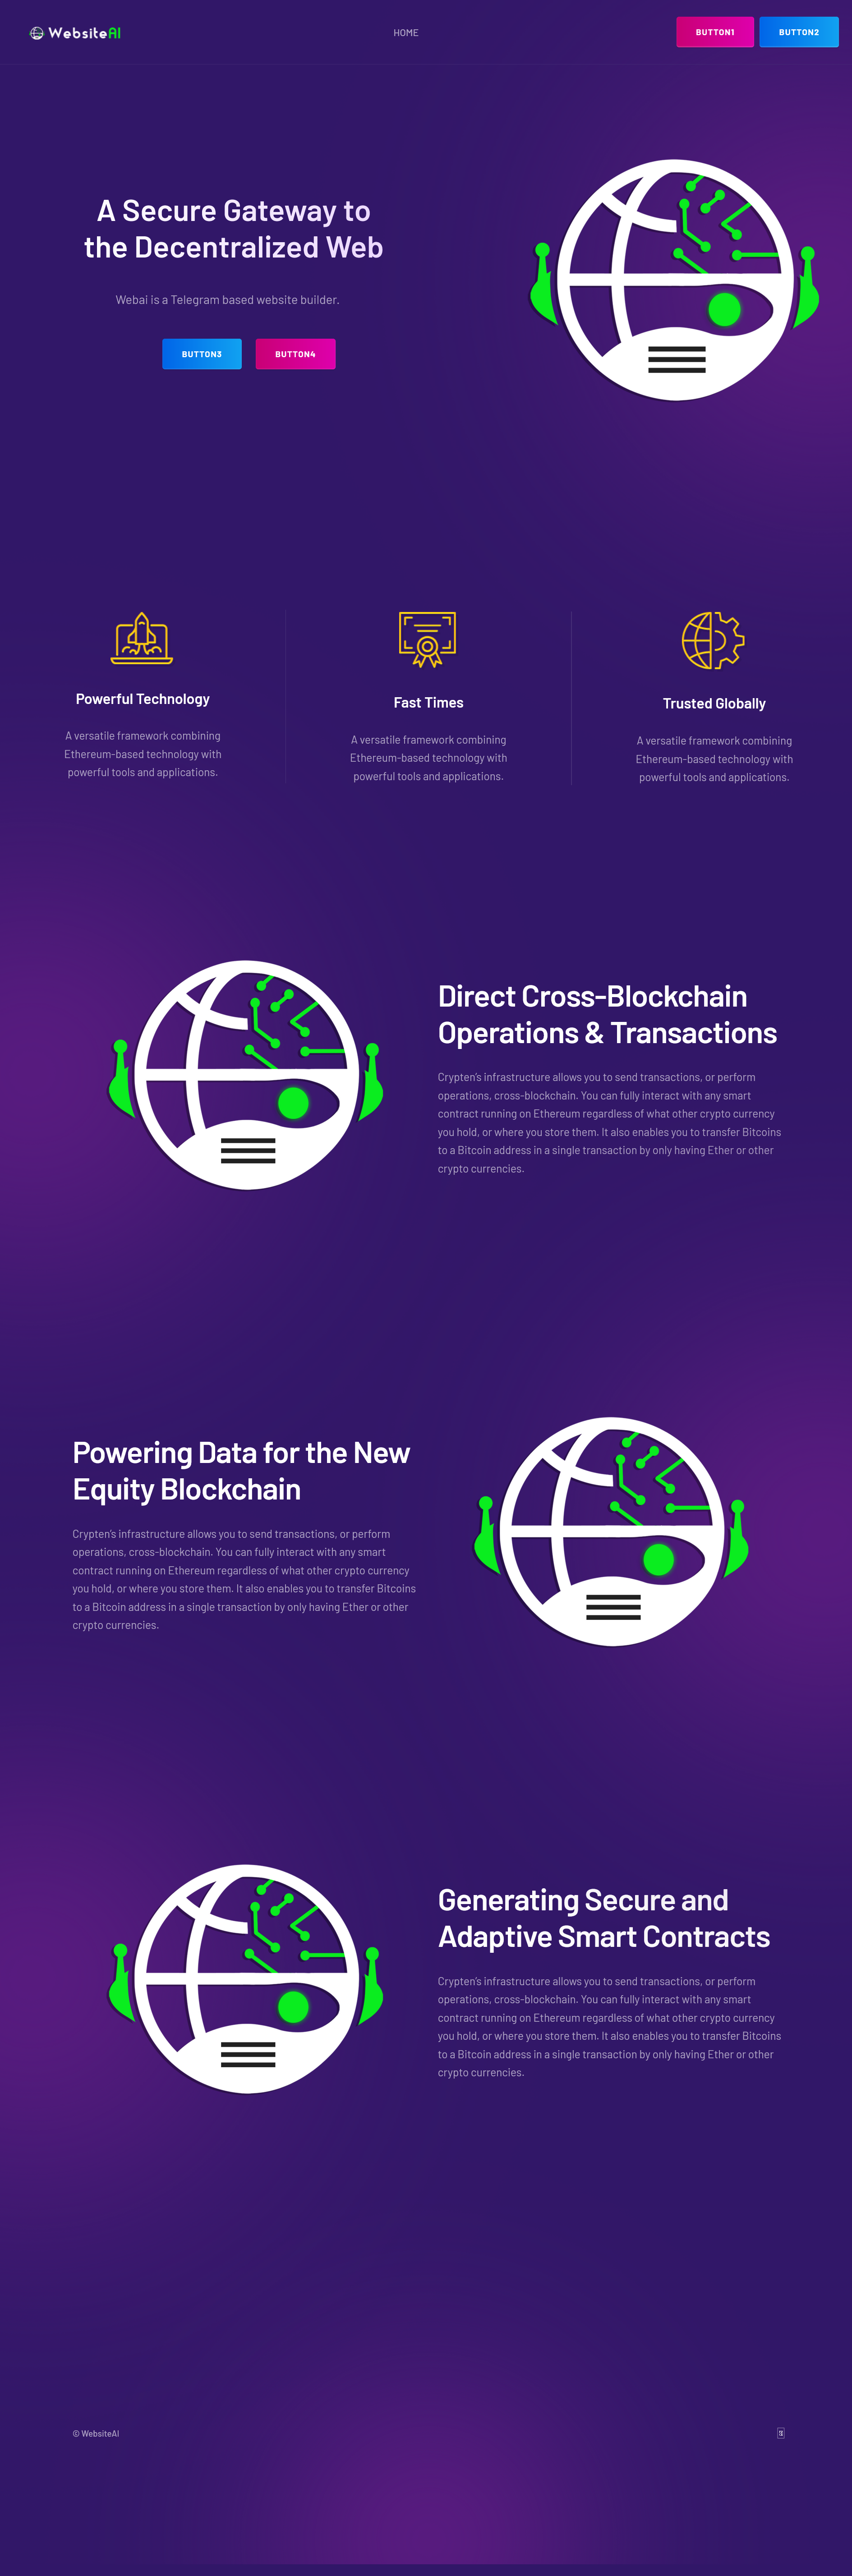 WebsiteAI
HOME
BUTTON1
BUTTON2
A Secure Gateway to
the Decentralized Web
Webai is a Telegram based website builder.
BUTTON3
BUTTON4
Powerful Technology
A versatile framework combining
Ethereum-based technology with
powerful tools and applications.
Fast Times
A versatile framework combining
Ethereum-based technology with
powerful tools and applications.
Trusted Globally
A versatile framework combining
Ethereum-based technology with
powerful tools and applications.
Direct Cross-Blockchain
Operations & Transactions
Crypten’s infrastructure allows you to send transactions, or perform
operations, cross-blockchain. You can fully interact with any smart
contract running on Ethereum regardless of what other crypto currency
you hold, or where you store them. It also enables you to transfer Bitcoins
to a Bitcoin address in a single transaction by only having Ether or other
crypto currencies.
Powering Data for the New
Equity Blockchain
Crypten’s infrastructure allows you to send transactions, or perform
operations, cross-blockchain. You can fully interact with any smart
contract running on Ethereum regardless of what other crypto currency
you hold, or where you store them. It also enables you to transfer Bitcoins
to a Bitcoin address in a single transaction by only having Ether or other
crypto currencies.
Generating Secure and
Adaptive Smart Contracts
Crypten’s infrastructure allows you to send transactions, or perform
operations, cross-blockchain. You can fully interact with any smart
contract running on Ethereum regardless of what other crypto currency
you hold, or where you store them. It also enables you to transfer Bitcoins
to a Bitcoin address in a single transaction by only having Ether or other
crypto currencies.
© WebsiteAI